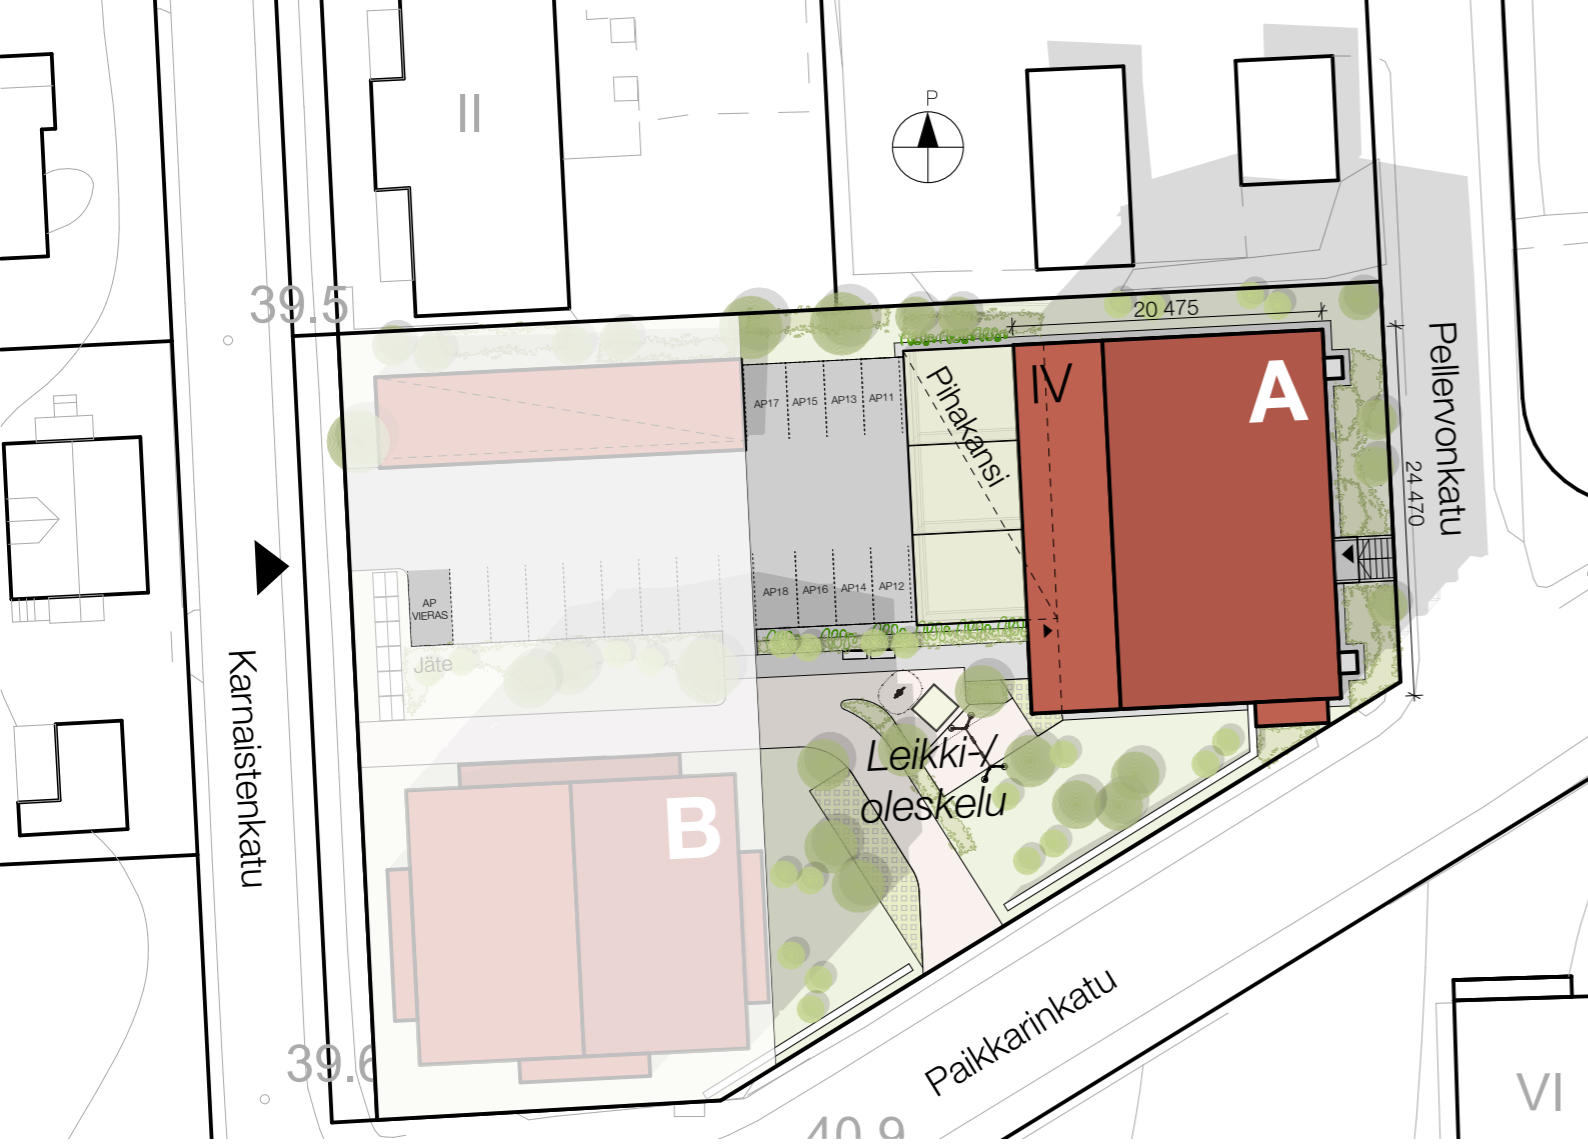 II
P
39.5
20 475
IV
A
Pihakansi
Pellervonkatu
24 470
AP17
AP15
AP13
AP11
AP18
AP16
AP14
AP12
AP
VIERAS
Jäte
Karnaistenkatu
Leikki-/
oleskelu
B
39.6
Paikkarinkatu
40.9
VI